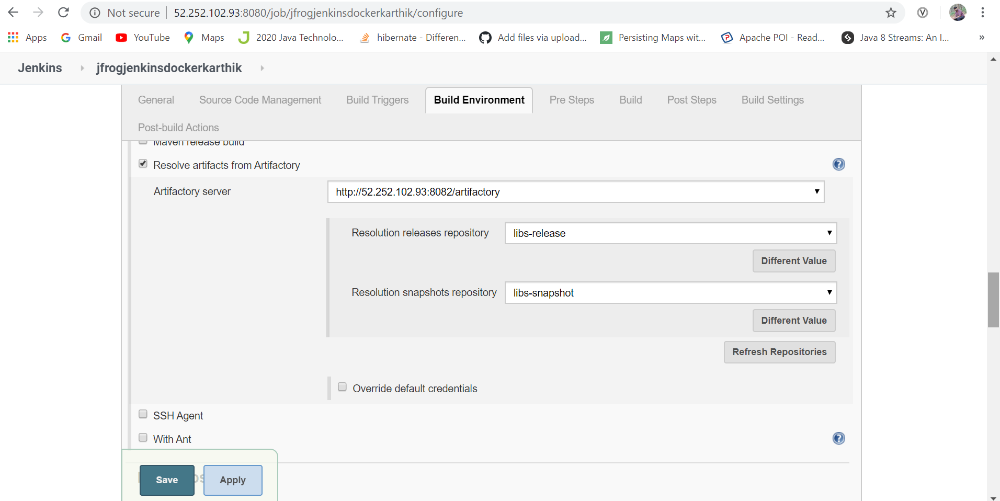 Not secure | 52.252.102.93:8080/job/jfrogjenkinsdockerkarthik/configure
Apps Gmail YouTube Maps 2020 Java Technolo... hibernate - Differen... Add files via upload... Persisting Maps wit... Apache POI - Read... Java 8 Streams: An I... »
Jenkins jfrogjenkinsdockerkarthik
General Source Code Management Build Triggers Build Environment Pre Steps Build Post Steps Build Settings
Post-build Actions
Maven release build
Resolve artifacts from Artifactory
Artifactory server http://52.252.102.93:8082/artifactory
Resolution releases repository libs-release
Different Value
Resolution snapshots repository libs-snapshot
Different Value
Refresh Repositories
Override default credentials
SSH Agent
With Ant
Save Apply